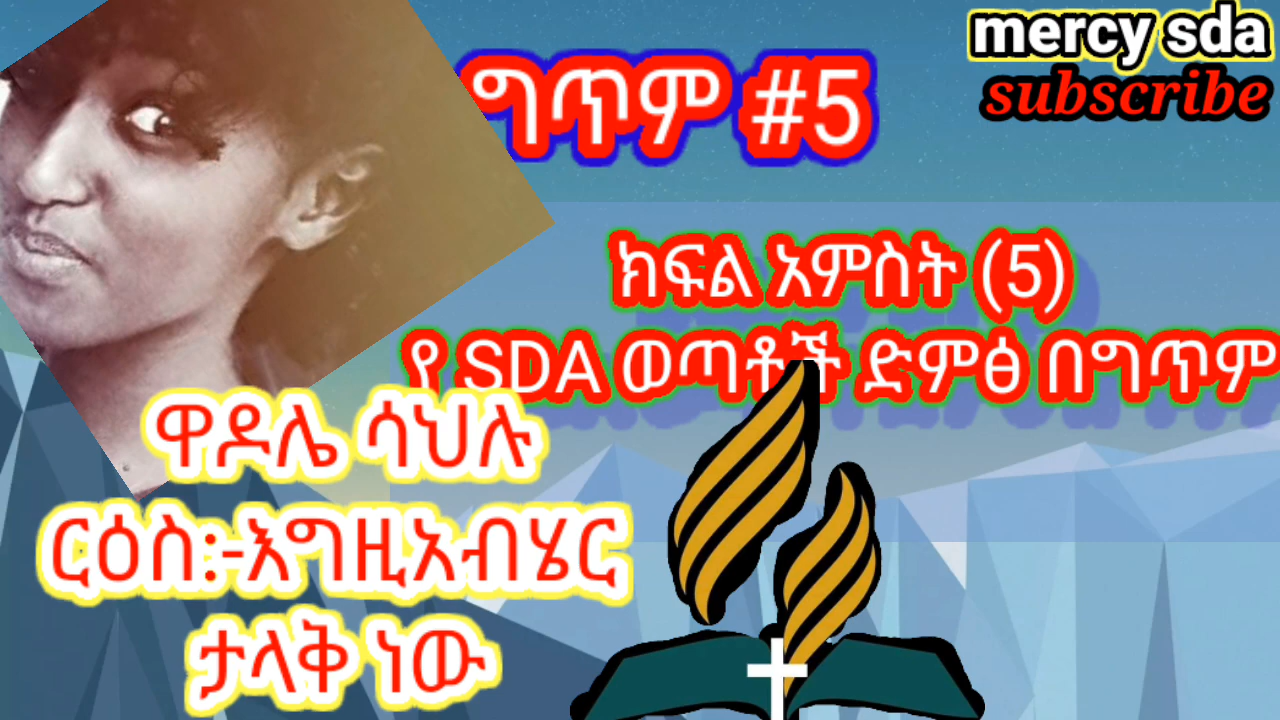 mercy sda
subscribe
ግጥም #5
ክፍል አምስት (5)
የ SDA ወጣቶች ድምፅ በግጥም
ዋዶሌ ሳህሉ
ርዕስ:-እግዚአብሄር
ታላቅ ነው